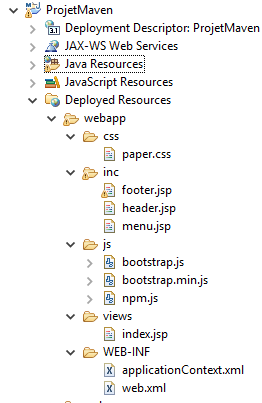 ProjetMaven
Deployment Descriptor: ProjetMaven
JAX-WS Web Services
Java Resources
JavaScript Resources
Deployed Resources
webapp
css
paper.css
inc
footer.jsp
header.jsp
menu.jsp
js
bootstrap.js
bootstrap.min.js
npm.js
views
index.jsp
WEB-INF
applicationContext.xml
web.xml